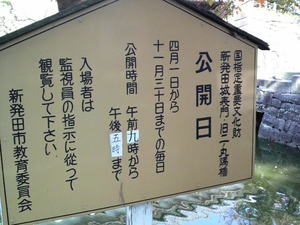 国指定重要文化財
新発田城表門 旧二ノ丸隅櫓
公開日
四月一日から
十一月三十日までの毎日
公開時間 午前九時から
午後五時まで
入場者は
監視員の指示に従って
観覧して下さい
新発田市教育委員会